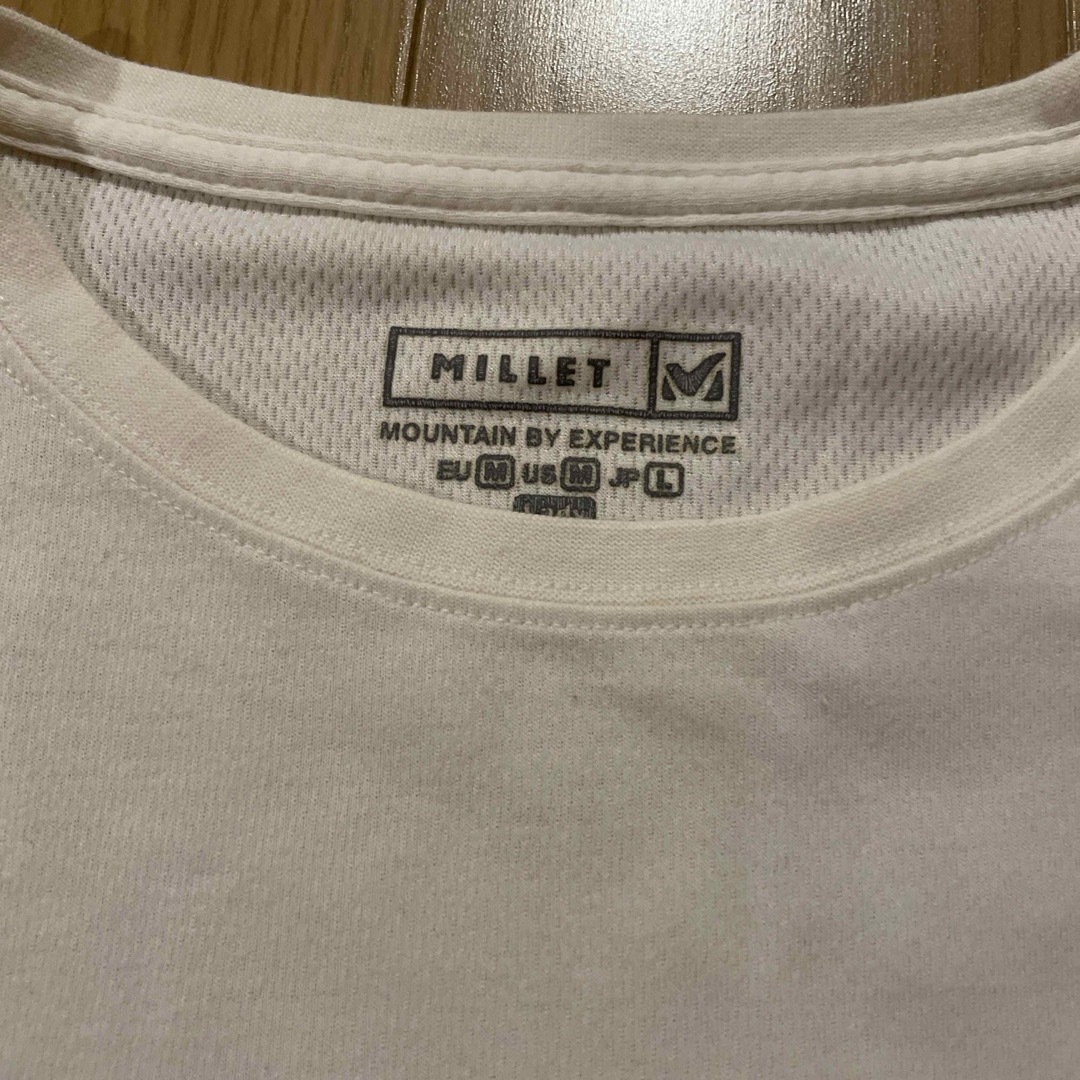 MILLET
MOUNTAIN BY EXPERIENCE
EU M US M JP L